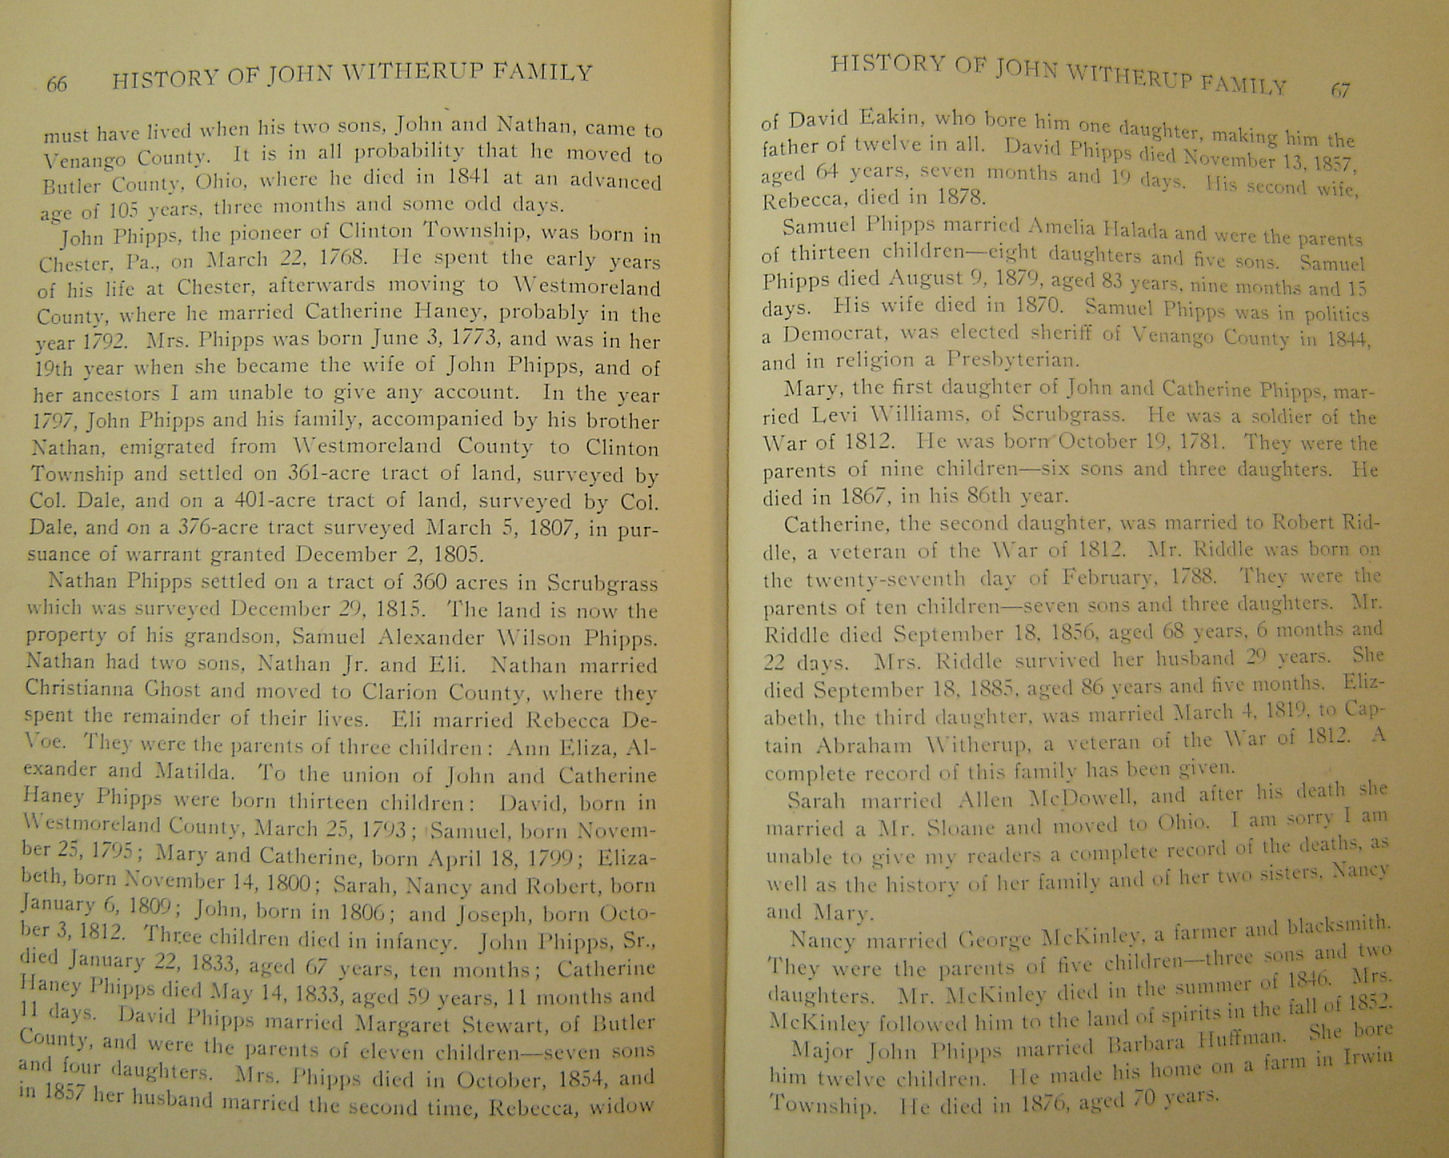 66 HISTORY OF JOHN WITHERUP FAMILY
must have lived when his two sons, John and Nathan, came to
Venango County. It is in all probability that he moved to
Butler County, Ohio, where he died in 1841 at an advanced
age of 105 years, three months and some odd days.
John Phipps, the pioneer of Clinton Township, was born in
Chester, Pa., on March 22, 1768. He spent the early years
of his life at Chester, afterwards moving to Westmoreland
County, where he married Catherine Haney, probably in the
year 1792. Mrs. Phipps was born June 3, 1773, and was in her
19th year when she became the wife of John Phipps, and of
her ancestors I am unable to give any account. In the year
1797, John Phipps and his family, accompanied by his brother
Nathan, emigrated from Westmoreland County to Clinton
Township and settled on 361-acre tract of land, surveyed by
Col. Dale, and on a 401-acre tract of land, surveyed by Col.
Dale, and on a 376-acre tract surveyed March 5, 1807, in pur-
suance of warrant granted December 2, 1805.
Nathan Phipps settled on a tract of 360 acres in Scrubgrass
which was surveyed December 29, 1815. The land is now the
property of his grandson, Samuel Alexander Wilson Phipps.
Nathan had two sons, Nathan Jr. and Eli. Nathan married
Christianna Ghost and moved to Clarion County, where they
spent the remainder of their lives. Eli married Rebecca De-
Voe. They were the parents of three children: Ann Eliza, Al-
exander and Matilda. To the union of John and Catherine
Haney Phipps were born thirteen children: David, born in
Westmoreland County, March 25, 1793; Samuel, born Novem-
ber 25, 1795; Mary and Catherine, born April 18, 1799; Eliza-
beth, born November 14, 1800; Sarah, Nancy and Robert, born
January 6, 1809; John, born in 1806; and Joseph, born Octo-
ber 3, 1812. Three children died in infancy. John Phipps, Sr.,
died January 22, 1833, aged 67 years, ten months; Catherine
Haney Phipps died May 14, 1833, aged 59 years, 11 months and
11 days. David Phipps married Margaret Stewart, of Butler
County, and were the parents of eleven children—seven sons
and four daughters. Mrs. Phipps died in October, 1854, and
in 1857 her husband married the second time, Rebecca, widow
HISTORY OF JOHN WITHERUP FAMILY 67
of David Eakin, who bore him one daughter, making him the
father of twelve in all. David Phipps died November 13, 1857,
aged 64 years, seven months and 19 days. His second wife,
Rebecca, died in 1878.
Samuel Phipps married Amelia Halada and were the parents
of thirteen children—eight daughters and five sons. Samuel
Phipps died August 9, 1879, aged 83 years, nine months and 15
days. His wife died in 1870. Samuel Phipps was in politics
a Democrat, was elected sheriff of Venango County in 1844,
and in religion a Presbyterian.
Mary, the first daughter of John and Catherine Phipps, mar-
ried Levi Williams, of Scrubgrass. He was a soldier of the
War of 1812. He was born October 19, 1781. They were the
parents of nine children—six sons and three daughters. He
died in 1867, in his 86th year.
Catherine, the second daughter, was married to Robert Rid-
dle, a veteran of the War of 1812. Mr. Riddle was born on
the twenty-seventh day of February, 1788. They were the
parents of ten children—seven sons and three daughters. Mr.
Riddle died September 18, 1856, aged 68 years, 6 months and
22 days. Mrs. Riddle survived her husband 29 years. She
died September 18, 1885, aged 86 years and five months. Eliz-
abeth, the third daughter, was married March 4, 1819, to Cap-
tain Abraham Witherup, a veteran of the War of 1812. A
complete record of this family has been given.
Sarah married Allen McDowell, and after his death she
married a Mr. Sloane and moved to Ohio. I am sorry I am
unable to give my readers a complete record of the deaths, as
well as the history of her family and of her two sisters, Nancy
and Mary.
Nancy married George McKinley, a farmer and blacksmith.
They were the parents of five children—three sons and two
daughters. Mr. McKinley died in the summer of 1846. Mrs.
McKinley followed him to the land of spirits in the fall of 1852.
Major John Phipps married Barbara Huffman. She bore
him twelve children. He made his home on a farm in Irwin
Township. He died in 1876, aged 70 years.